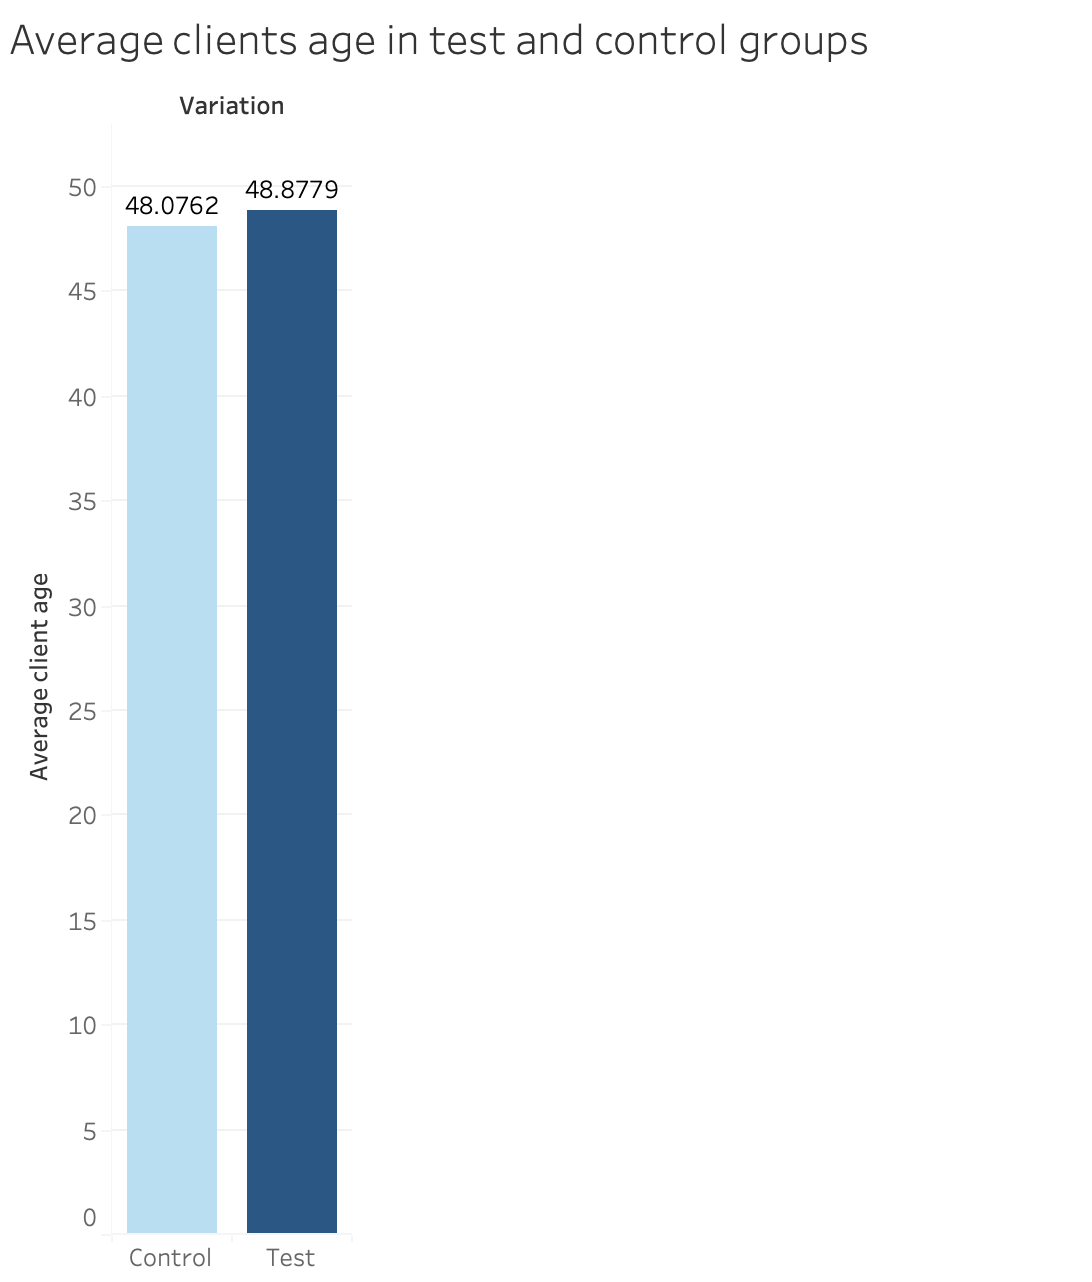 Average clients age in test and control groups
Variation
50
48.0762
48.8779
45
40
35
30
25
20
15
10
5
0
Average client age
Control
Test